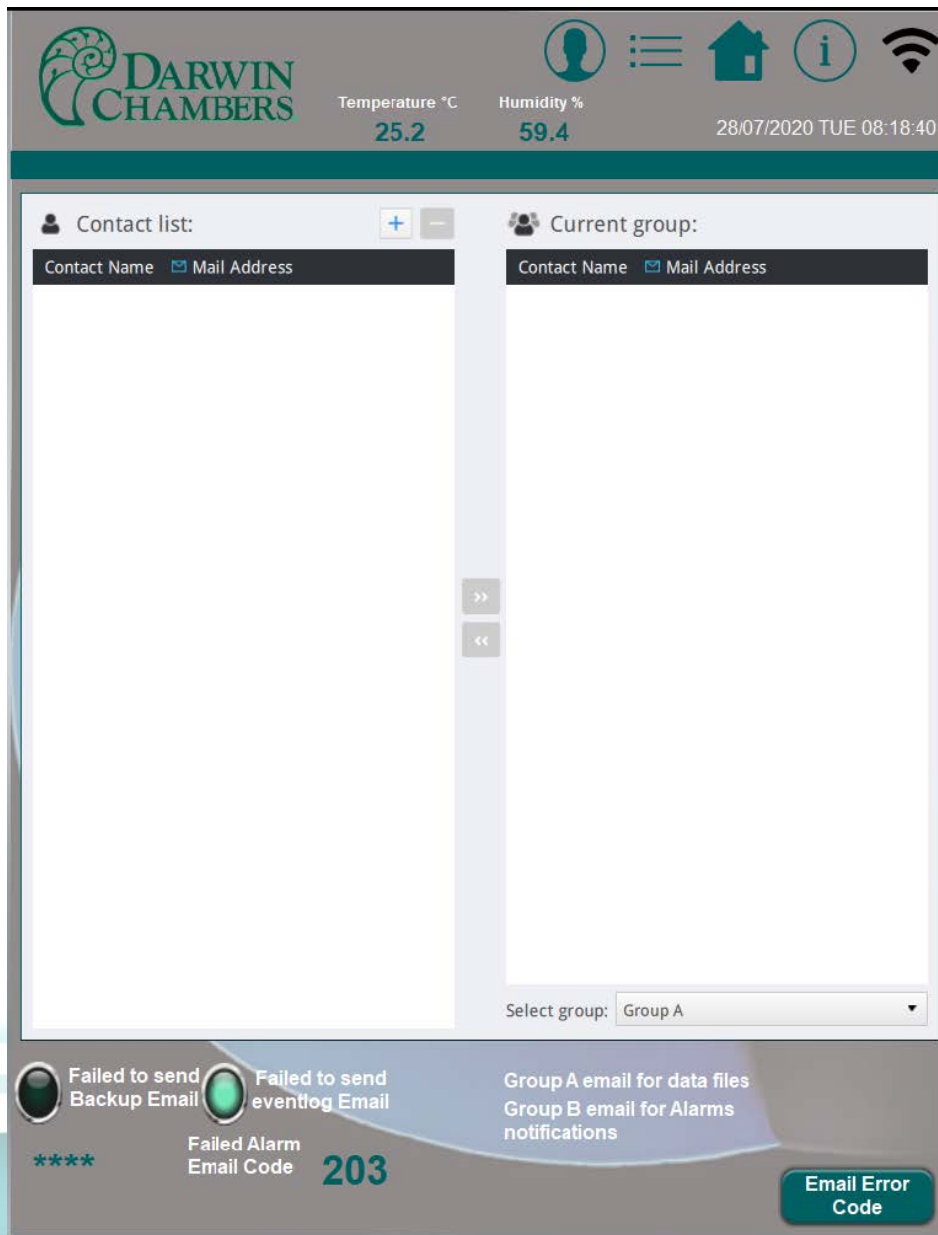 DARWIN
CHAMBERS
Temperature °C
25.2
Humidity %
59.4
28/07/2020 TUE 08:18:40
Contact list:
+ −
Current group:
Contact Name Mail Address
Contact Name Mail Address
>>
<<
Select group: Group A
Failed to send
Backup Email
Failed to send
eventlog Email
Group A email for data files
Group B email for Alarms
notifications
****
Failed Alarm
Email Code
203
Email Error
Code